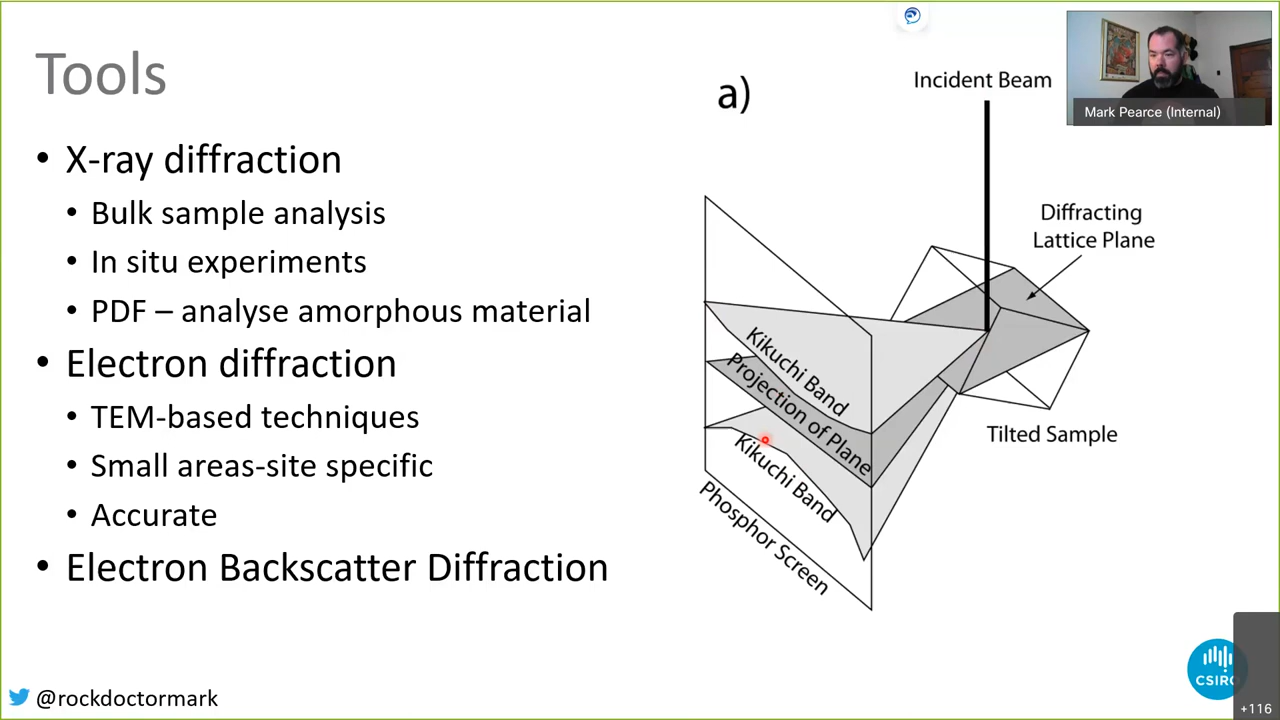 Tools
• X-ray diffraction
• Bulk sample analysis
• In situ experiments
• PDF – analyse amorphous material
• Electron diffraction
• TEM-based techniques
• Small areas-site specific
• Accurate
• Electron Backscatter Diffraction
@rockdoctormark
a)
Incident Beam
Diffracting
Lattice Plane
Kikuchi Band
Projection of Plane
Kikuchi Band
Phosphor Screen
Tilted Sample
Mark Pearce (Internal)
CSIRO
+116